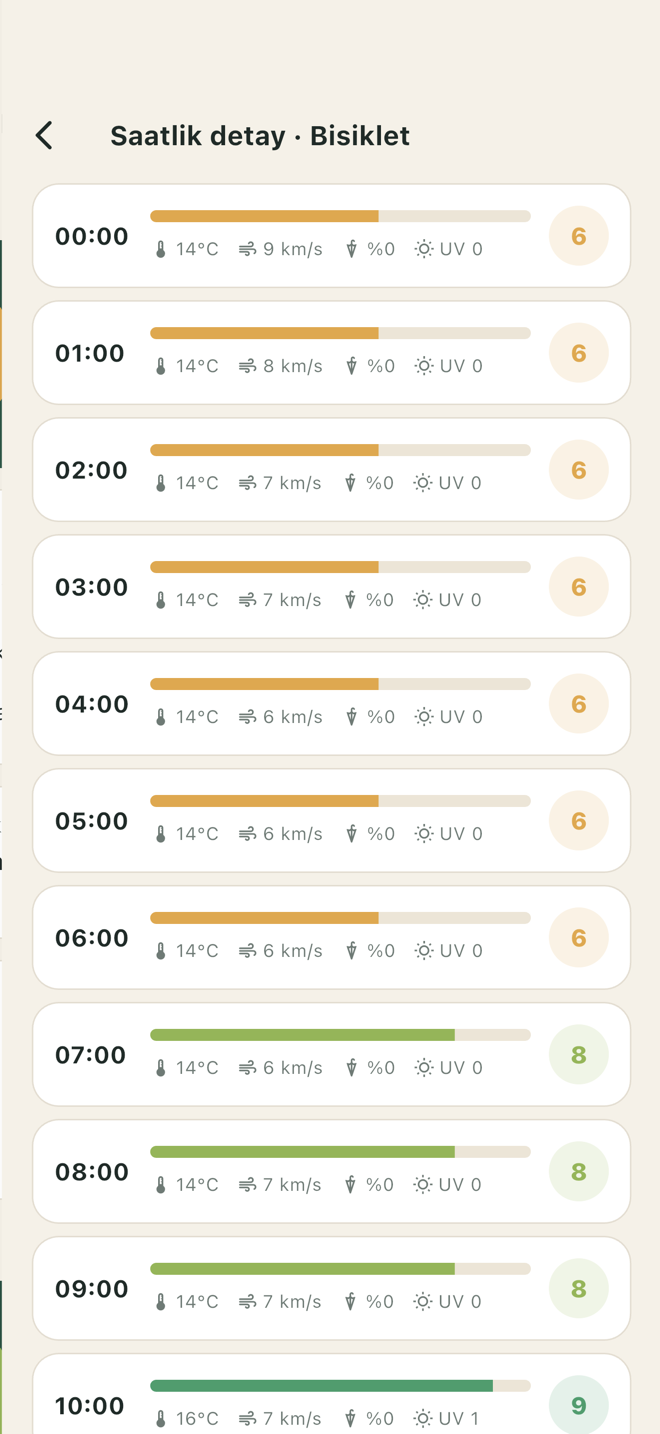 Saatlik detay · Bisiklet
00:00
14°C 9 km/s %0 UV 0
6
01:00
14°C 8 km/s %0 UV 0
6
02:00
14°C 7 km/s %0 UV 0
6
03:00
14°C 7 km/s %0 UV 0
6
04:00
14°C 6 km/s %0 UV 0
6
05:00
14°C 6 km/s %0 UV 0
6
06:00
14°C 6 km/s %0 UV 0
6
07:00
14°C 6 km/s %0 UV 0
8
08:00
14°C 7 km/s %0 UV 0
8
09:00
14°C 7 km/s %0 UV 0
8
10:00
16°C 7 km/s %0 UV 1
9